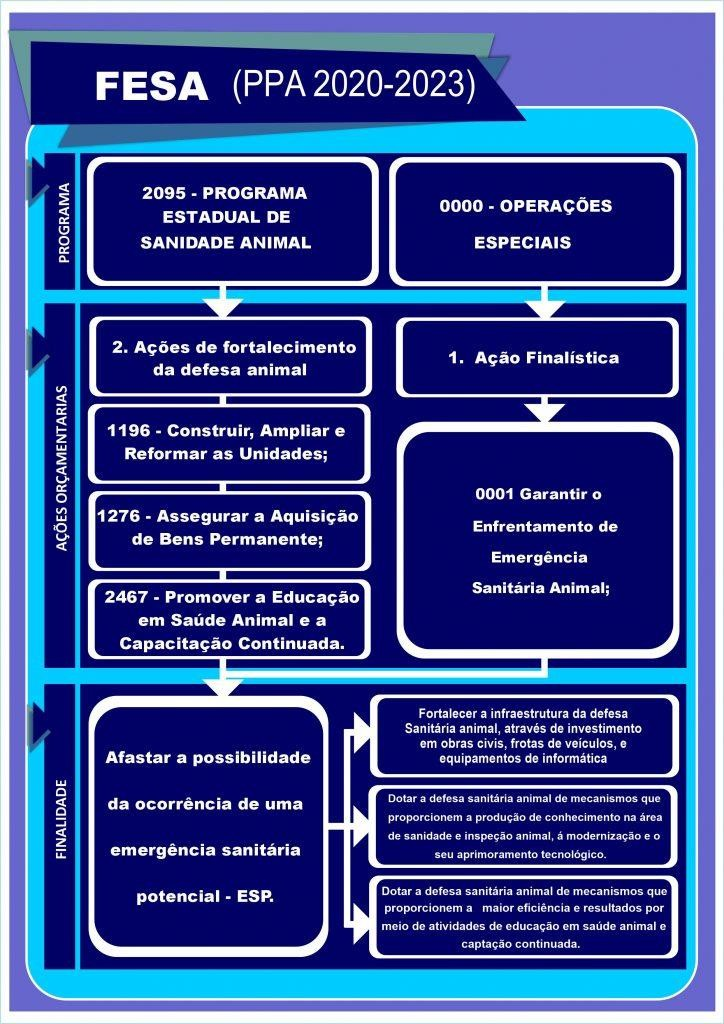 FESA (PPA 2020-2023)
PROGRAMA
2095 - PROGRAMA
ESTADUAL DE
SANIDADE ANIMAL
0000 - OPERAÇÕES
ESPECIAIS
AÇÕES ORÇAMENTARIAS
2. Ações de fortalecimento
da defesa animal
1196 - Construir, Ampliar e
Reformar as Unidades;
1276 - Assegurar a Aquisição
de Bens Permanente;
2467 - Promover a Educação
em Saúde Animal e a
Capacitação Continuada.
1. Ação Finalística
0001 Garantir o
Enfrentamento de
Emergência
Sanitária Animal;
FINALIDADE
Afastar a possibilidade
da ocorrência de uma
emergência sanitária
potencial - ESP.
Fortalecer a infraestrutura da defesa
Sanitária animal, através de investimento
em obras civis, frotas de veículos, e
equipamentos de informática
Dotar a defesa sanitária animal de mecanismos que
proporcionem a produção de conhecimento na área
de sanidade e inspeção animal, á modernização e o
seu aprimoramento tecnológico.
Dotar a defesa sanitária animal de mecanismos que
proporcionem a maior eficiência e resultados por
meio de atividades de educação em saúde animal e
captação continuada.